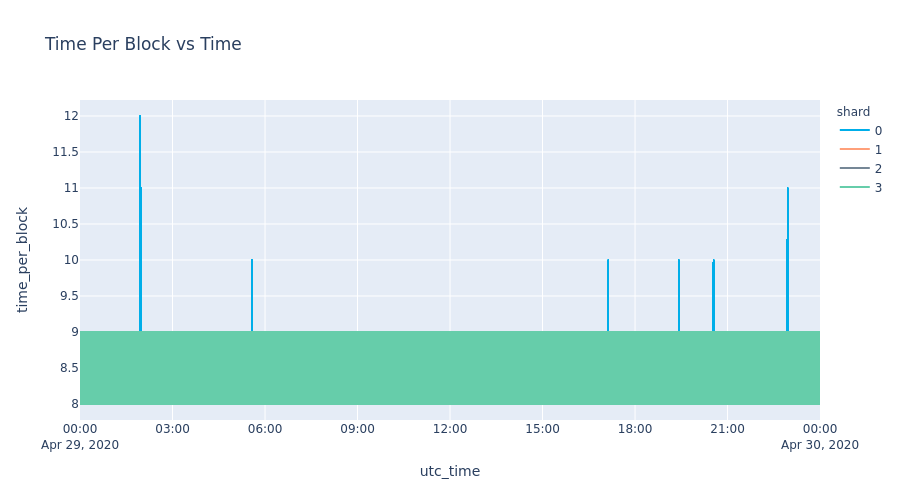 Time Per Block vs Time
shard
0
1
2
3
time_per_block
12
11.5
11
10.5
10
9.5
9
8.5
8
00:00 03:00 06:00 09:00 12:00 15:00 18:00 21:00 00:00
Apr 29, 2020 Apr 30, 2020
utc_time